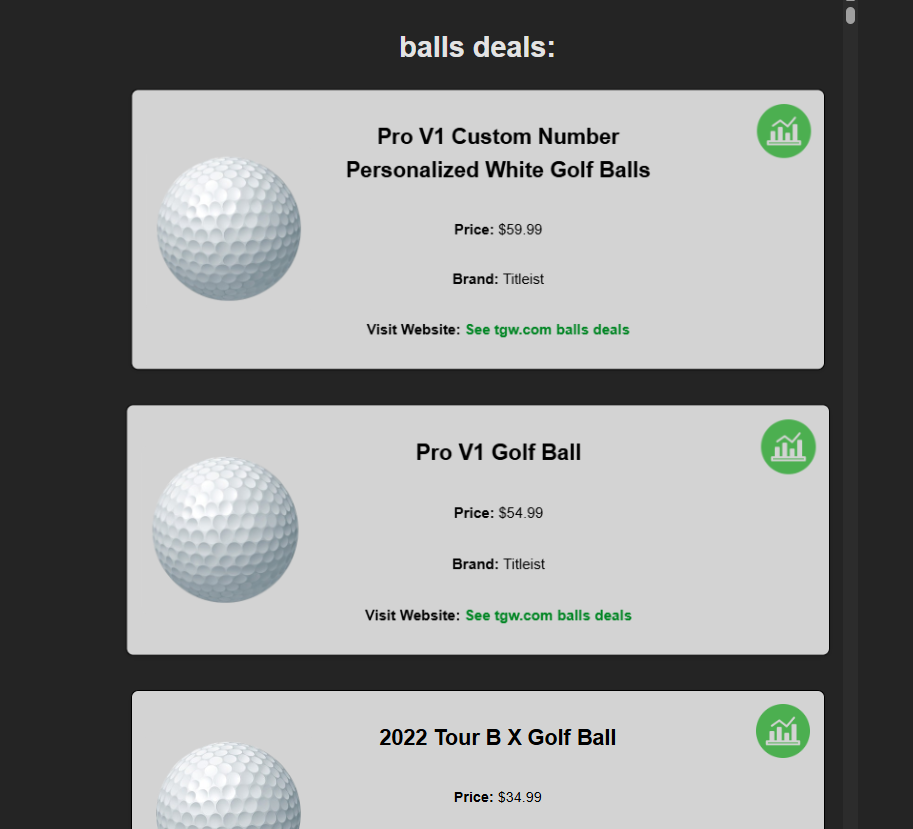 balls deals:
Pro V1 Custom Number
Personalized White Golf Balls
Price: $59.99
Brand: Titleist
Visit Website: See tgw.com balls deals
Pro V1 Golf Ball
Price: $54.99
Brand: Titleist
Visit Website: See tgw.com balls deals
2022 Tour B X Golf Ball
Price: $34.99